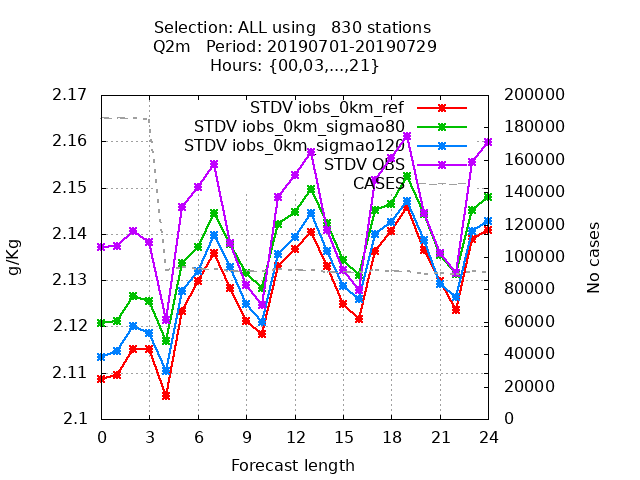 Selection: ALL using   830 stations
Q2m   Period: 20190701-20190729
Hours: {00,03,...,21}
STDV iobs_0km_ref
STDV iobs_0km_sigmao80
STDV iobs_0km_sigmao120
STDV OBS
CASES
2.17
2.16
2.15
2.14
2.13
2.12
2.11
2.1
g/Kg
200000
180000
160000
140000
120000
100000
80000
60000
40000
20000
0
No cases
0 3 6 9 12 15 18 21 24
Forecast length